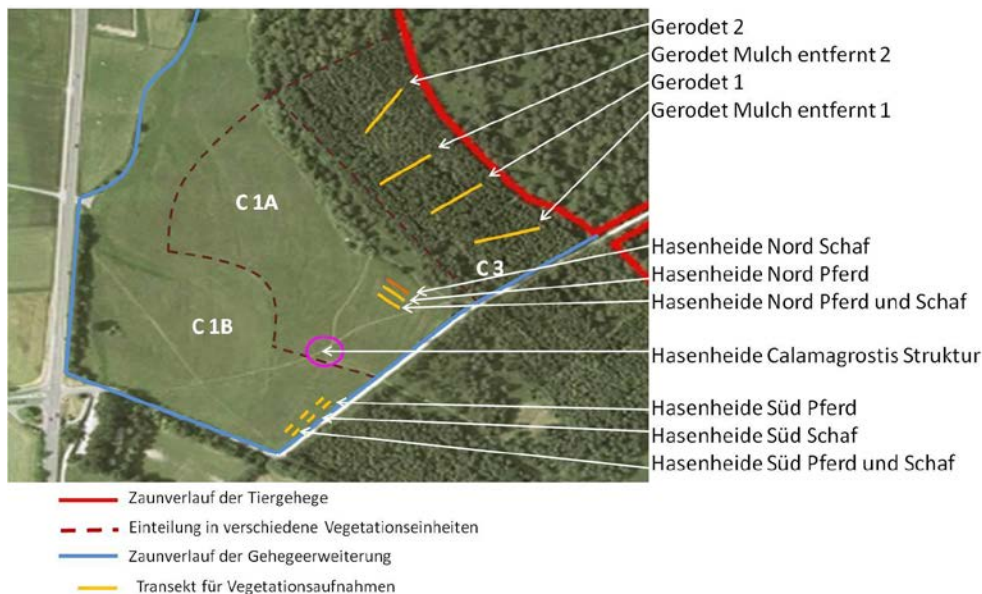 Gerodet 2
Gerodet Mulch entfernt 2
Gerodet 1
Gerodet Mulch entfernt 1
C 1A
C 3
Hasenheide Nord Schaf
Hasenheide Nord Pferd
Hasenheide Nord Pferd und Schaf
C 1B
Hasenheide Calamagrostis Struktur
Hasenheide Süd Pferd
Hasenheide Süd Schaf
Hasenheide Süd Pferd und Schaf
Zaunverlauf der Tiergehege
Einteilung in verschiedene Vegetationseinheiten
Zaunverlauf der Gehegeerweiterung
Transekt für Vegetationsaufnahmen